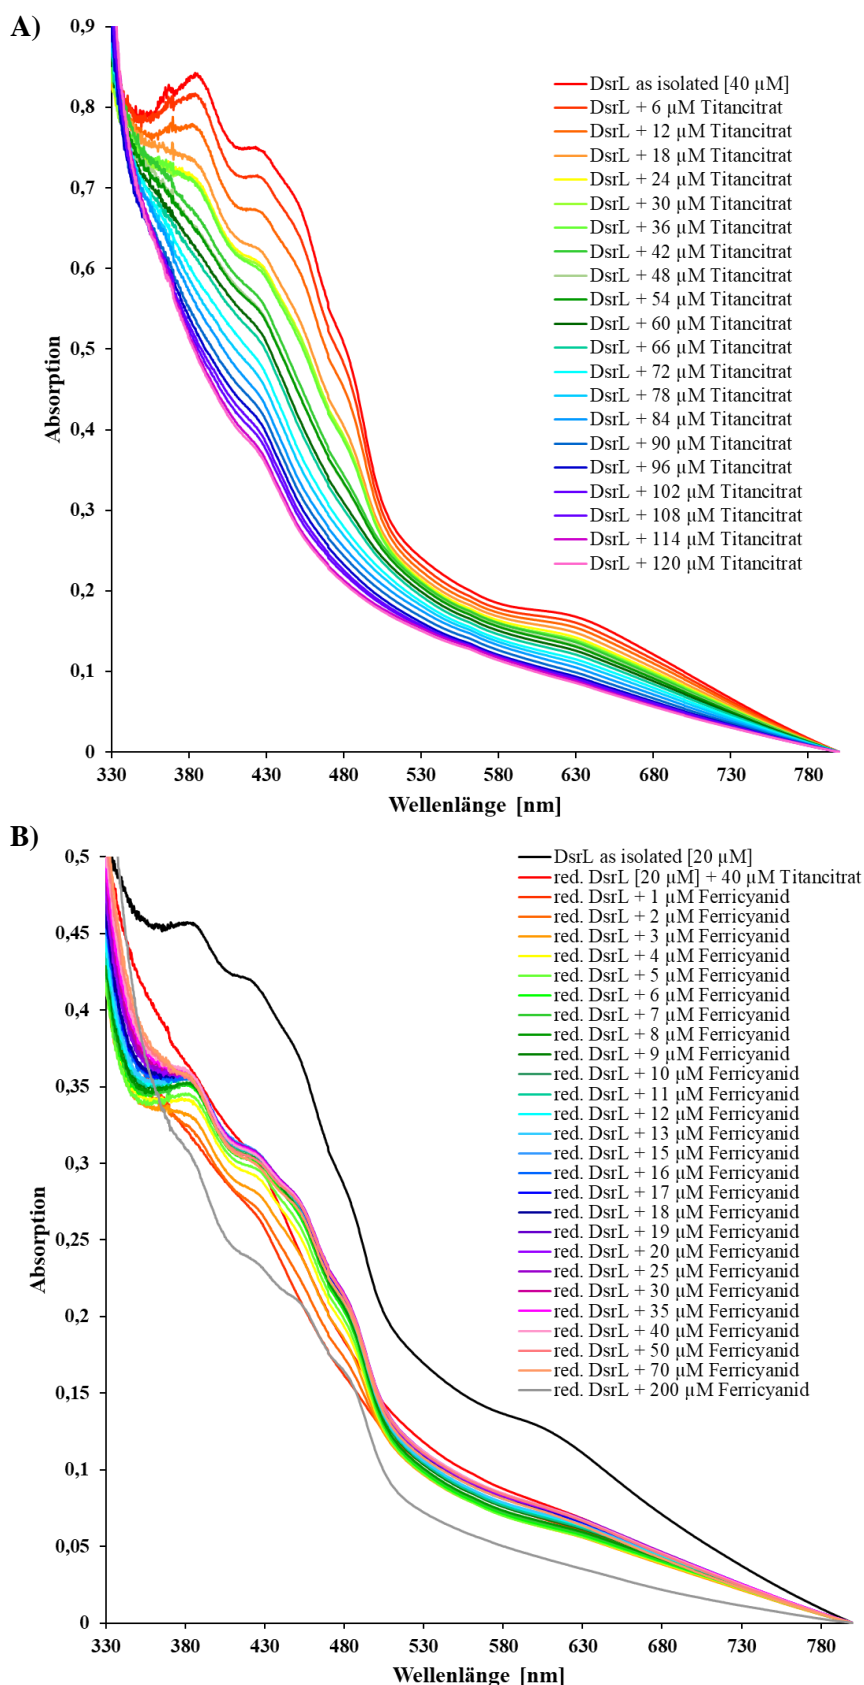 A)
0,9
0,8
0,7
0,6
0,5
0,4
0,3
0,2
0,1
0
Absorption
330 380 430 480 530 580 630 680 730 780
Wellenlänge [nm]
DsrL as isolated [40 µM]
DsrL + 6 µM Titancitrat
DsrL + 12 µM Titancitrat
DsrL + 18 µM Titancitrat
DsrL + 24 µM Titancitrat
DsrL + 30 µM Titancitrat
DsrL + 36 µM Titancitrat
DsrL + 42 µM Titancitrat
DsrL + 48 µM Titancitrat
DsrL + 54 µM Titancitrat
DsrL + 60 µM Titancitrat
DsrL + 66 µM Titancitrat
DsrL + 72 µM Titancitrat
DsrL + 78 µM Titancitrat
DsrL + 84 µM Titancitrat
DsrL + 90 µM Titancitrat
DsrL + 96 µM Titancitrat
DsrL + 102 µM Titancitrat
DsrL + 108 µM Titancitrat
DsrL + 114 µM Titancitrat
DsrL + 120 µM Titancitrat
B)
0,5
0,45
0,4
0,35
0,3
0,25
0,2
0,15
0,1
0,05
0
Absorption
330 380 430 480 530 580 630 680 730 780
Wellenlänge [nm]
DsrL as isolated [20 µM]
red. DsrL [20 µM] + 40 µM Titancitrat
red. DsrL + 1 µM Ferricyanid
red. DsrL + 2 µM Ferricyanid
red. DsrL + 3 µM Ferricyanid
red. DsrL + 4 µM Ferricyanid
red. DsrL + 5 µM Ferricyanid
red. DsrL + 6 µM Ferricyanid
red. DsrL + 7 µM Ferricyanid
red. DsrL + 8 µM Ferricyanid
red. DsrL + 9 µM Ferricyanid
red. DsrL + 10 µM Ferricyanid
red. DsrL + 11 µM Ferricyanid
red. DsrL + 12 µM Ferricyanid
red. DsrL + 13 µM Ferricyanid
red. DsrL + 15 µM Ferricyanid
red. DsrL + 16 µM Ferricyanid
red. DsrL + 17 µM Ferricyanid
red. DsrL + 18 µM Ferricyanid
red. DsrL + 19 µM Ferricyanid
red. DsrL + 20 µM Ferricyanid
red. DsrL + 25 µM Ferricyanid
red. DsrL + 30 µM Ferricyanid
red. DsrL + 35 µM Ferricyanid
red. DsrL + 40 µM Ferricyanid
red. DsrL + 50 µM Ferricyanid
red. DsrL + 70 µM Ferricyanid
red. DsrL + 200 µM Ferricyanid